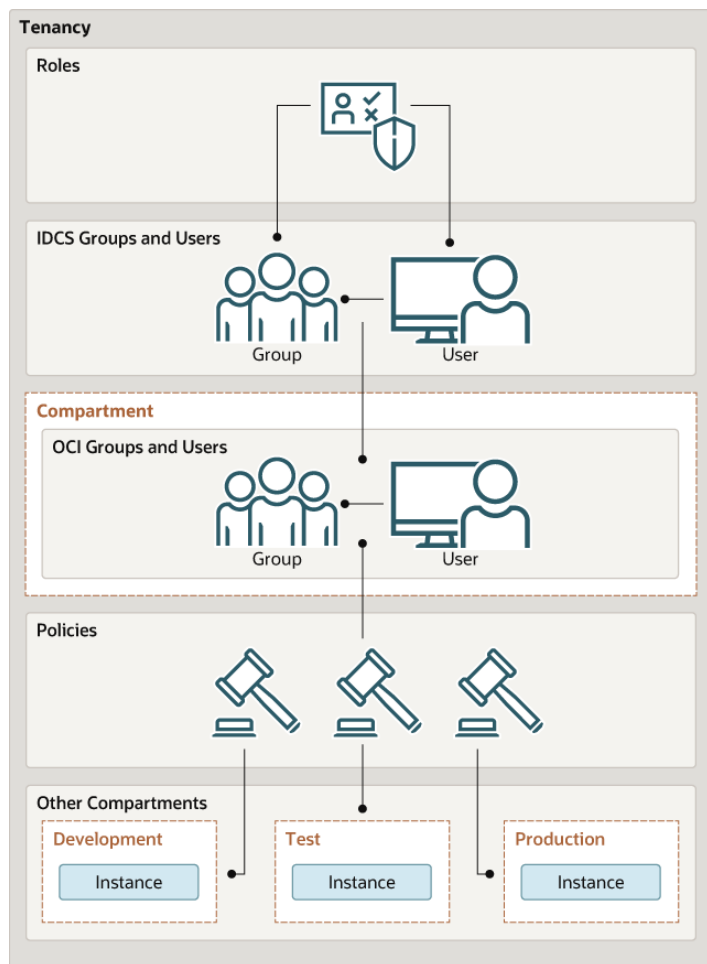 Tenancy
Roles
IDCS Groups and Users
Group
User
Compartment
OCI Groups and Users
Group
User
Policies
Other Compartments
Development
Test
Production
Instance
Instance
Instance